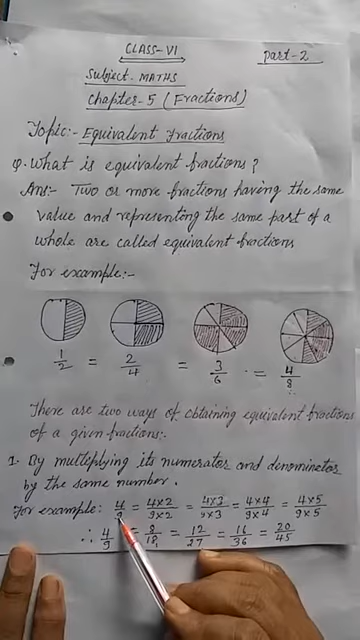 CLASS-VI Part-2
Subject- MATHS
Chapter-5 (Fractions)
Topic:- Equivalent Fractions
Q. What is equivalent fractions?
Ans:- Two or more fractions having the same
value and representing the same part of a
whole are called equivalent fractions
For example:-
1/2 = 2/4 = 3/6 = 4/8
There are two ways of obtaining equivalent fractions
of a given fractions:-
1. By multiplying its numerator and denominator
by the same number.
For example: 4/9 = 4×2/9×2 = 4×3/9×3 = 4×4/9×4 = 4×5/9×5
∴ 4/9 = 8/18 = 12/27 = 16/36 = 20/45